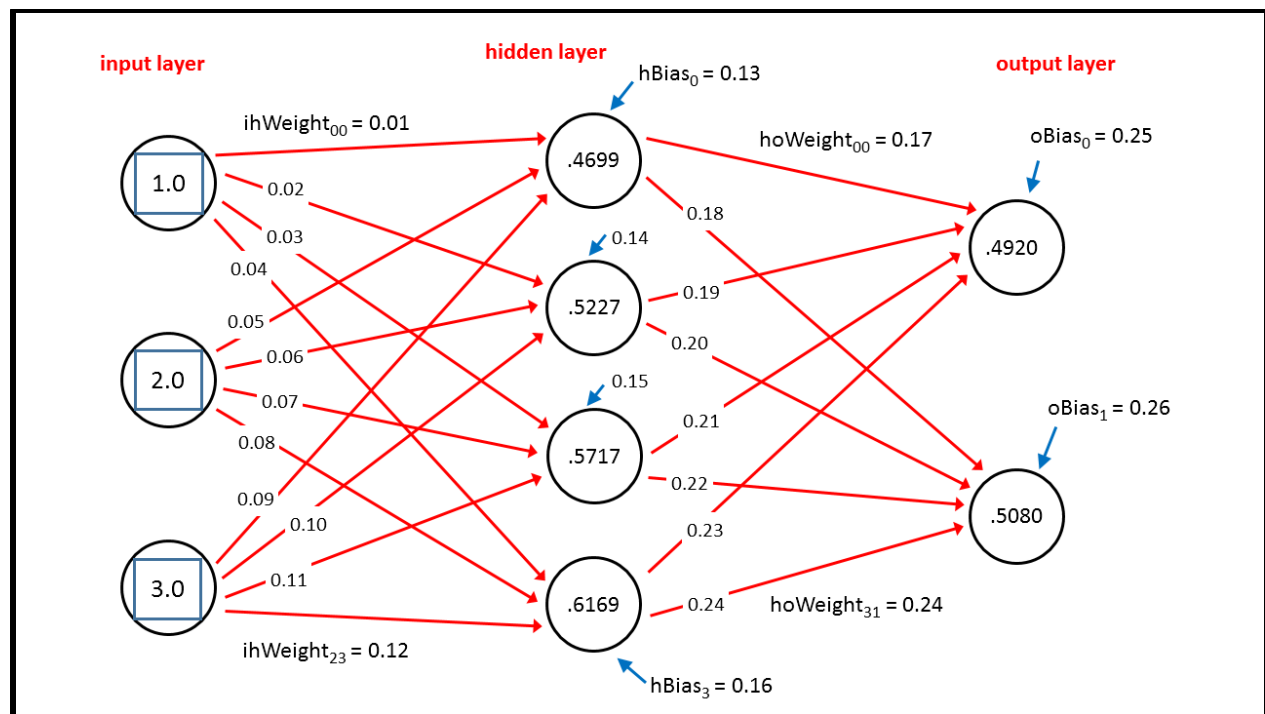 input layer
hidden layer
output layer
hBias₀ = 0.13
ihWeight₀₀ = 0.01
hoWeight₀₀ = 0.17
oBias₀ = 0.25
1.0
.4699
0.02
0.18
0.03
0.14
.4920
0.04
0.19
.5227
0.05
0.20
0.06
2.0
0.15
0.07
oBias₁ = 0.26
0.21
0.08
.5717
0.22
0.09
.5080
0.10
0.23
0.11
3.0
.6169
0.24
hoWeight₃₁ = 0.24
ihWeight₂₃ = 0.12
hBias₃ = 0.16